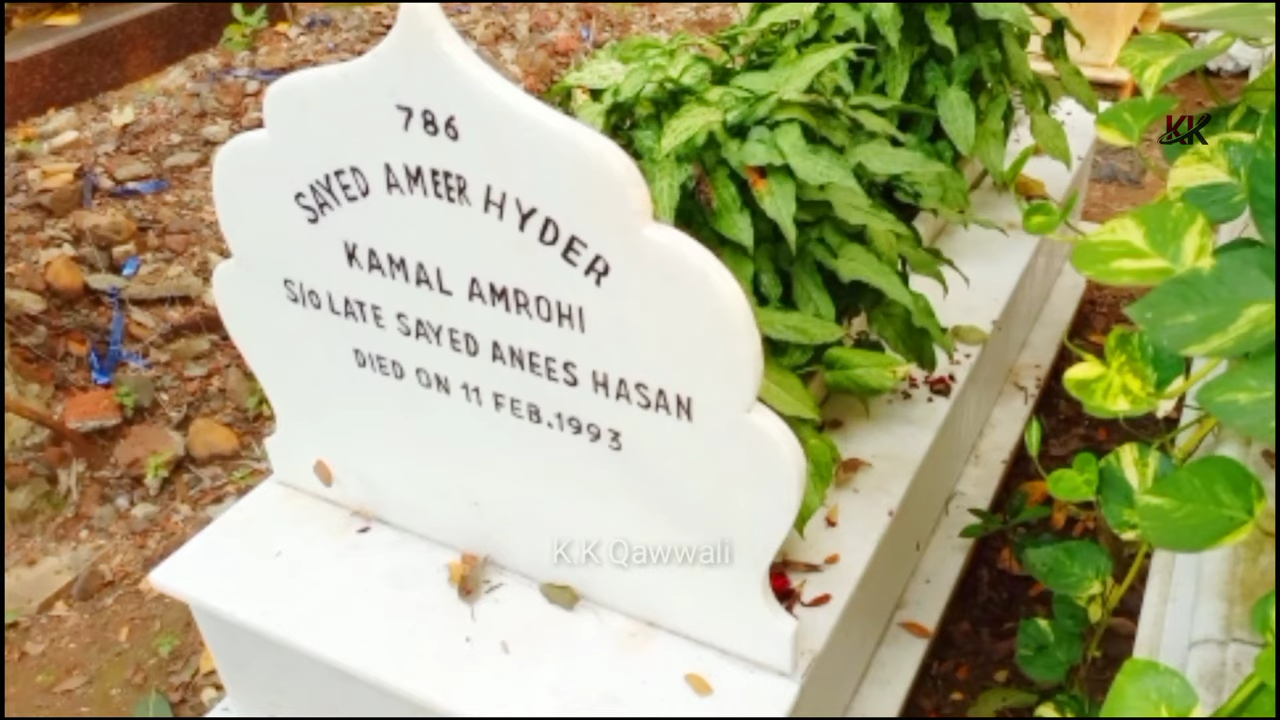 786
SAYED AMEER HYDER
KAMAL AMROHI
S/O LATE SAYED ANEES HASAN
DIED ON 11 FEB.1993
K.K Qawwali
KK